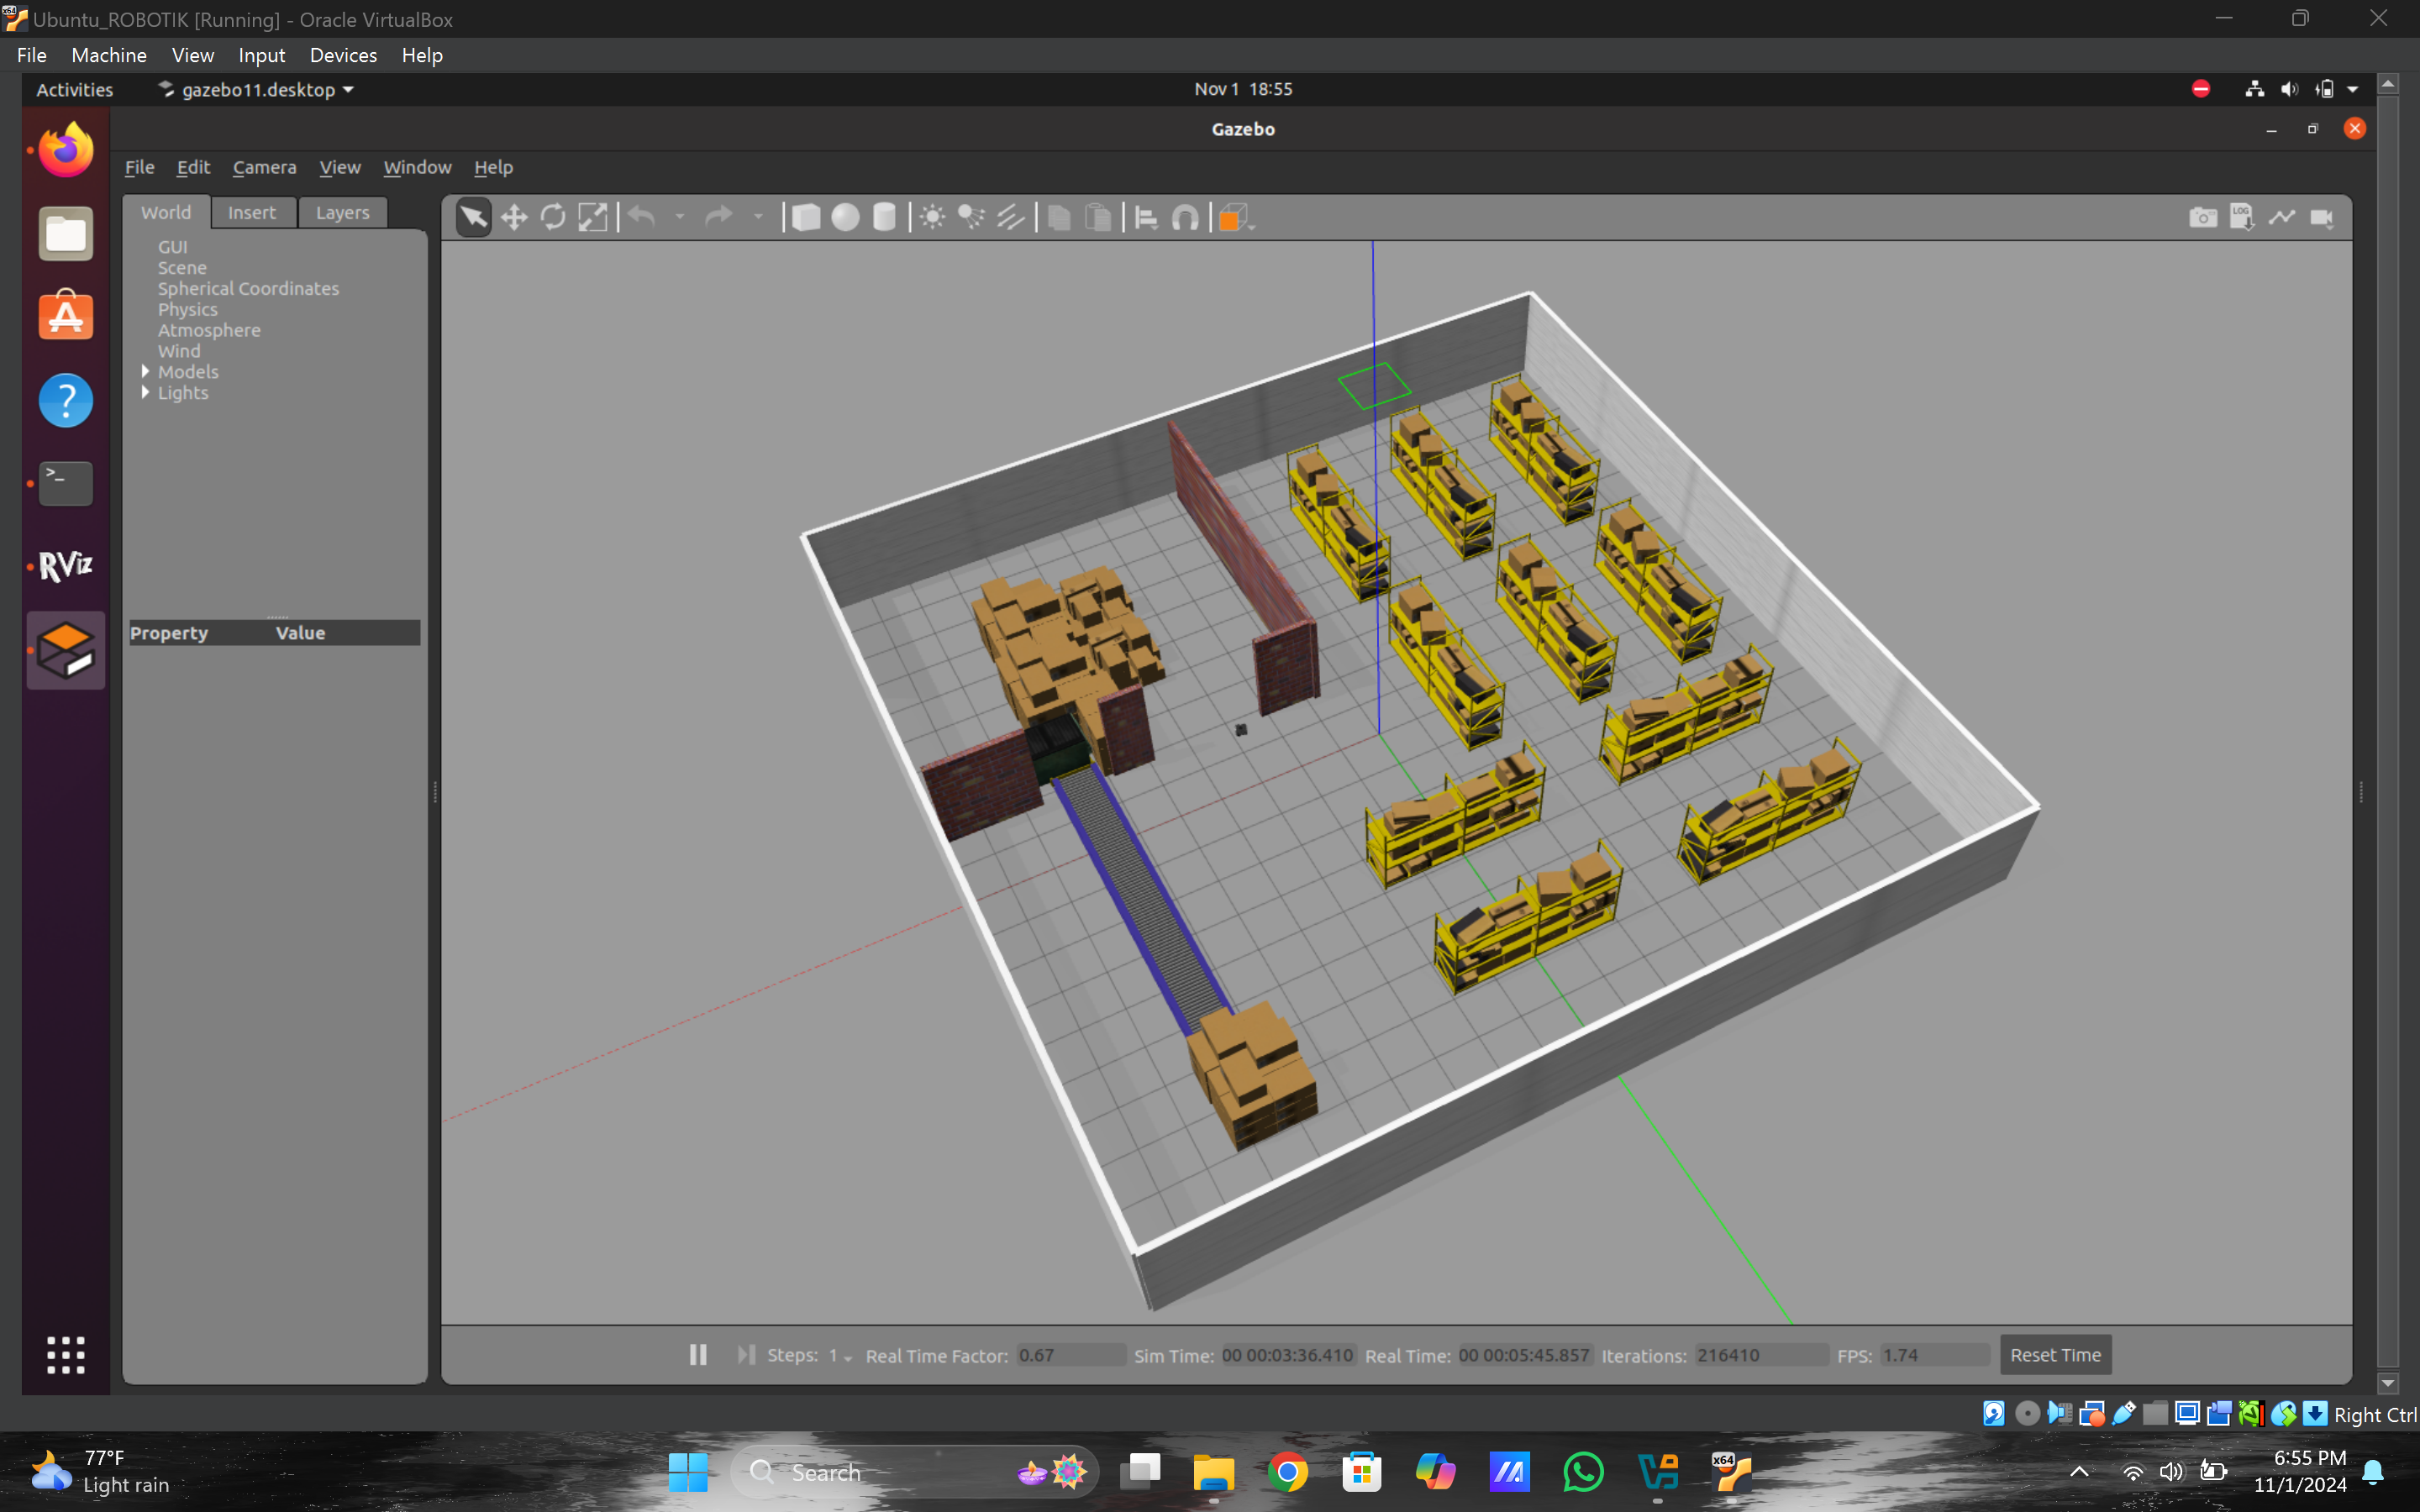 Ubuntu_ROBOTIK [Running] - Oracle VirtualBox
File Machine View Input Devices Help
Activities gazebo11.desktop Nov 1 18:55
Gazebo
File Edit Camera View Window Help
World Insert Layers
GUI
Scene
Spherical Coordinates
Physics
Atmosphere
Wind
Models
Lights
Property Value
RViz
LOG
Steps: 1 Real Time Factor: 0.67 Sim Time: 00 00:03:36.410 Real Time: 00 00:05:45.857 Iterations: 216410 FPS: 1.74 Reset Time
Right Ctrl
77°F
Light rain
Search
x64
6:55 PM
11/1/2024